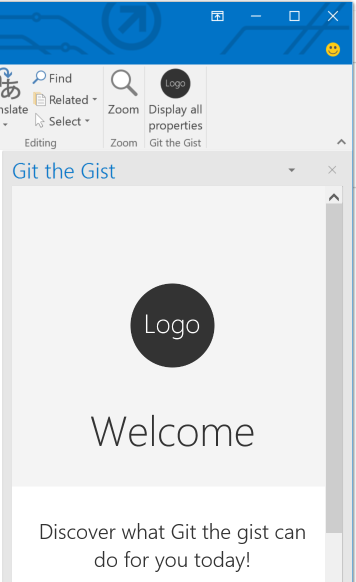 Find
Related
Select
nslate
Editing
Zoom
Zoom
Logo
Display all
properties
Git the Gist
Git the Gist
Logo
Welcome
Discover what Git the gist can
do for you today!